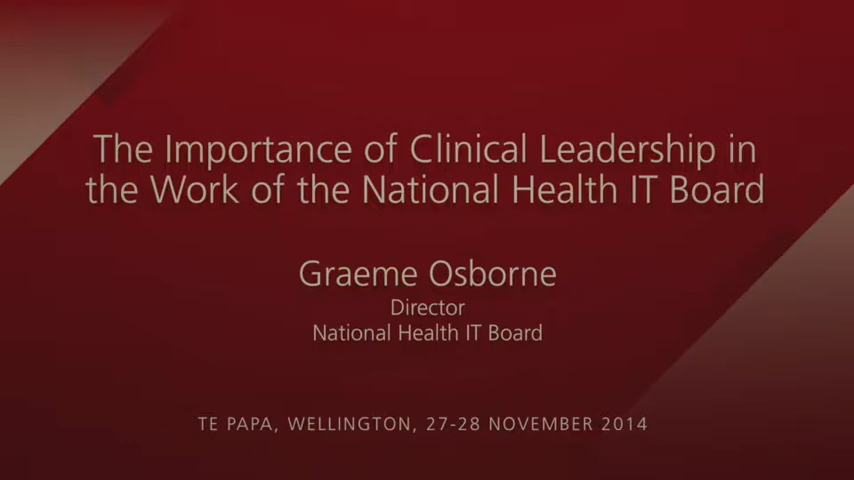 The Importance of Clinical Leadership in
the Work of the National Health IT Board
Graeme Osborne
Director
National Health IT Board
TE PAPA, WELLINGTON, 27-28 NOVEMBER 2014